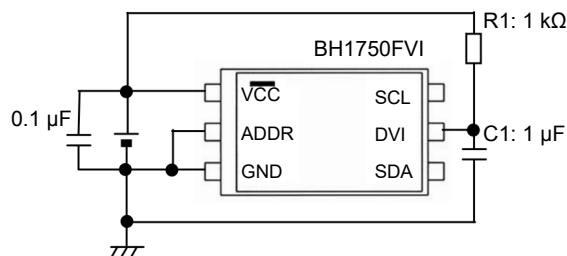 R1: 1 kΩ
BH1750FVI
VCC
SCL
0.1 µF
ADDR
DVI
C1: 1 µF
GND
SDA